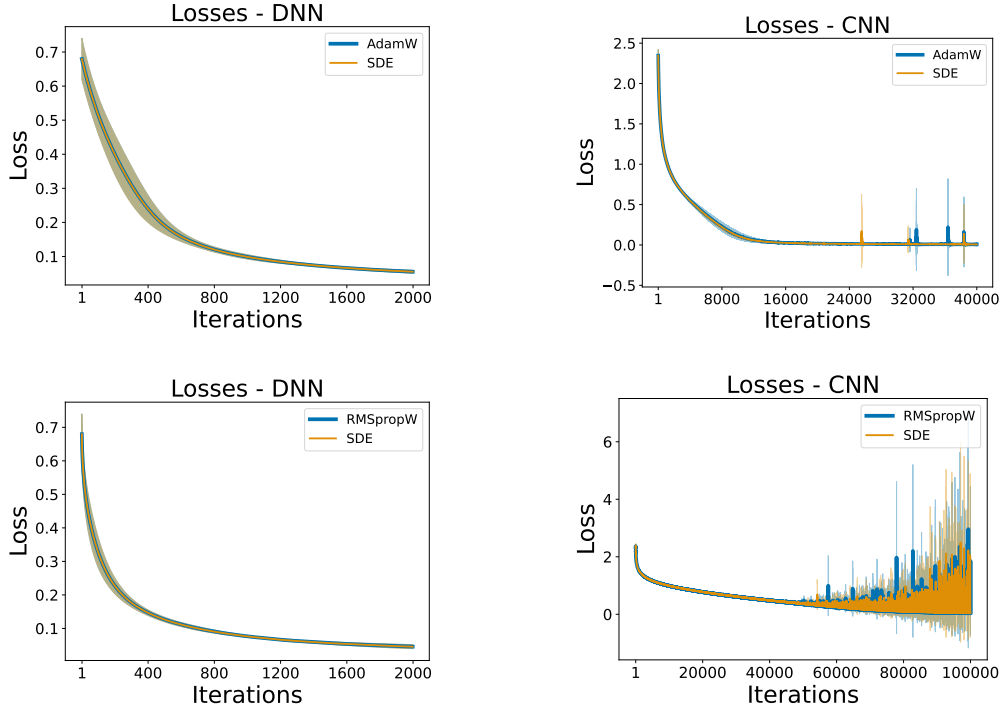 Losses - DNN
AdamW
SDE
0.7
0.6
0.5
0.4
0.3
0.2
0.1
Loss
1 400 800 1200 1600 2000
Iterations
Losses - CNN
AdamW
SDE
2.5
2.0
1.5
1.0
0.5
0.0
−0.5
Loss
1 8000 16000 24000 32000 40000
Iterations
Losses - DNN
RMSpropW
SDE
0.7
0.6
0.5
0.4
0.3
0.2
0.1
Loss
1 400 800 1200 1600 2000
Iterations
Losses - CNN
RMSpropW
SDE
6
4
2
0
Loss
1 20000 40000 60000 80000 100000
Iterations